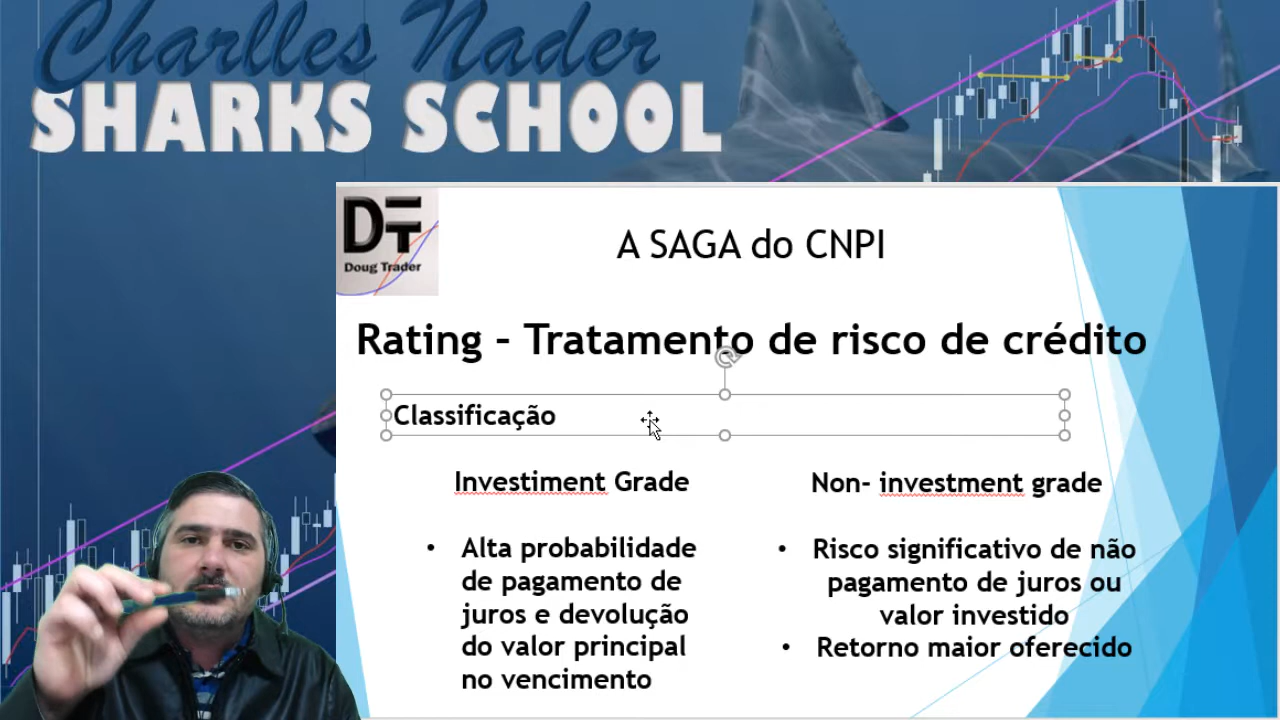 Charlles Nader
SHARKS SCHOOL
DT
Doug Trader
A SAGA do CNPI
Rating - Tratamento de risco de crédito
Classificação
Investiment Grade
• Alta probabilidade
de pagamento de
juros e devolução
do valor principal
no vencimento
Non- investment grade
• Risco significativo de não
pagamento de juros ou
valor investido
• Retorno maior oferecido